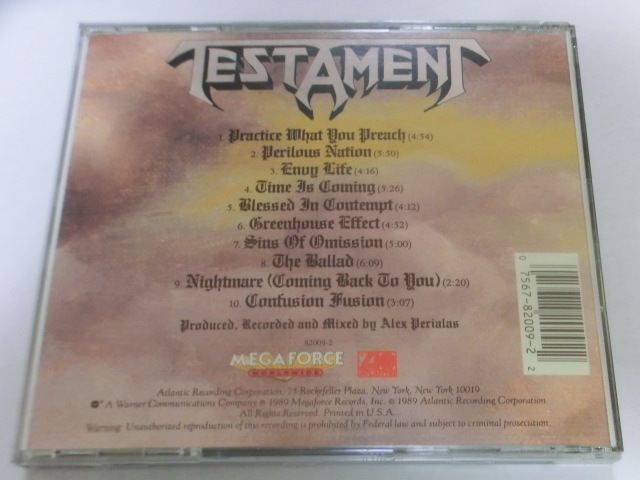 TESTAMENT
1. Practice What You Preach (4:54)
2. Perilous Nation (5:50)
3. Envy Life (4:16)
4. Time Is Coming (5:26)
5. Blessed In Contempt (4:12)
6. Greenhouse Effect (4:52)
7. Sins Of Omission (5:00)
8. The Ballad (6:09)
9. Nightmare (Coming Back To You) (2:20)
10. Confusion Fusion (3:07)
Produced, Recorded and Mixed by Alex Perialas
82009-2
MEGAFORCE
WORLDWIDE
Atlantic Recording Corporation, 75 Rockefeller Plaza, New York, New York 10019
A Warner Communications Company ℗ 1989 Megaforce Records, Inc. © 1989 Atlantic Recording Corporation
All Rights Reserved. Printed in U.S.A.
Warning: Unauthorized reproduction of this recording is prohibited by Federal law and subject to criminal prosecution.
0 7567-82009-2 2